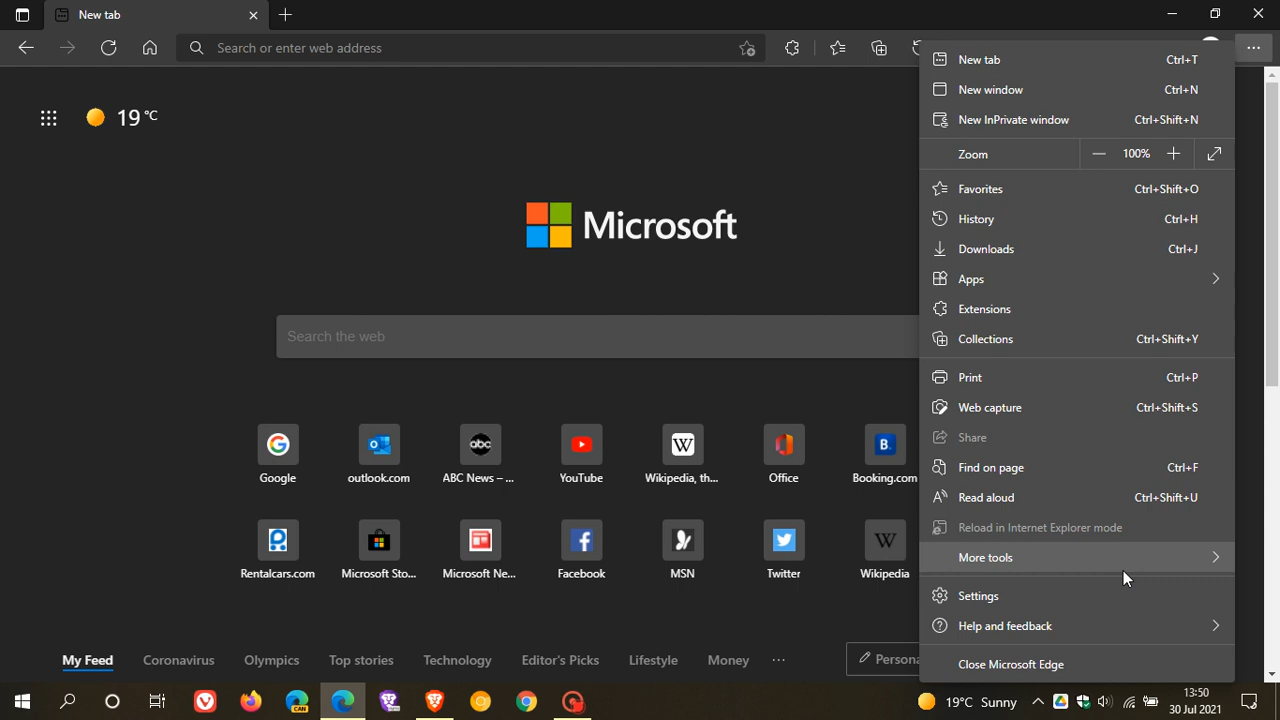 New tab
Search or enter web address
19 °C
Microsoft
Search the web
Google
outlook.com
ABC News – ...
YouTube
Wikipedia, th...
Office
Booking.com
Rentalcars.com
Microsoft Sto...
Microsoft Ne...
Facebook
MSN
Twitter
Wikipedia
My Feed
Coronavirus
Olympics
Top stories
Technology
Editor's Picks
Lifestyle
Money
...
Persona
New tab Ctrl+T
New window Ctrl+N
New InPrivate window Ctrl+Shift+N
Zoom — 100% +
Favorites Ctrl+Shift+O
History Ctrl+H
Downloads Ctrl+J
Apps
Extensions
Collections Ctrl+Shift+Y
Print Ctrl+P
Web capture Ctrl+Shift+S
Share
Find on page Ctrl+F
Read aloud Ctrl+Shift+U
Reload in Internet Explorer mode
More tools
Settings
Help and feedback
Close Microsoft Edge
CAN
19°C Sunny
13:50
30 Jul 2021